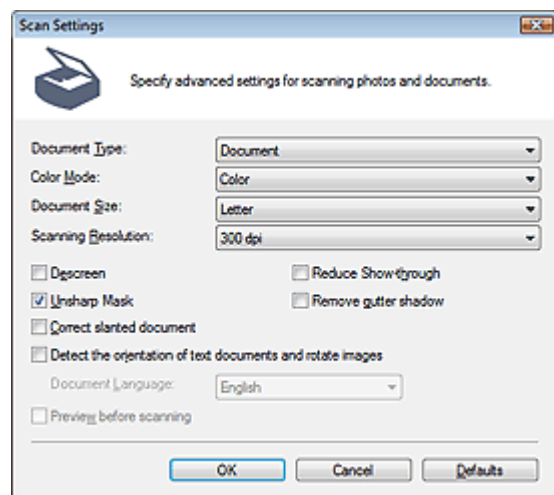 Scan Settings
Specify advanced settings for scanning photos and documents.
Document Type: Document
Color Mode: Color
Document Size: Letter
Scanning Resolution: 300 dpi
Descreen Reduce Show-through
Unsharp Mask Remove gutter shadow
Correct slanted document
Detect the orientation of text documents and rotate images
Document Language: English
Preview before scanning
OK Cancel Defaults